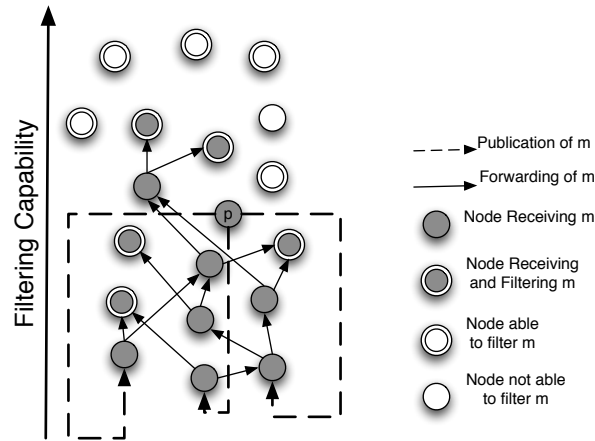 Filtering Capability
p
Publication of m
Forwarding of m
Node Receiving m
Node Receiving
and Filtering m
Node able
to filter m
Node not able
to filter m